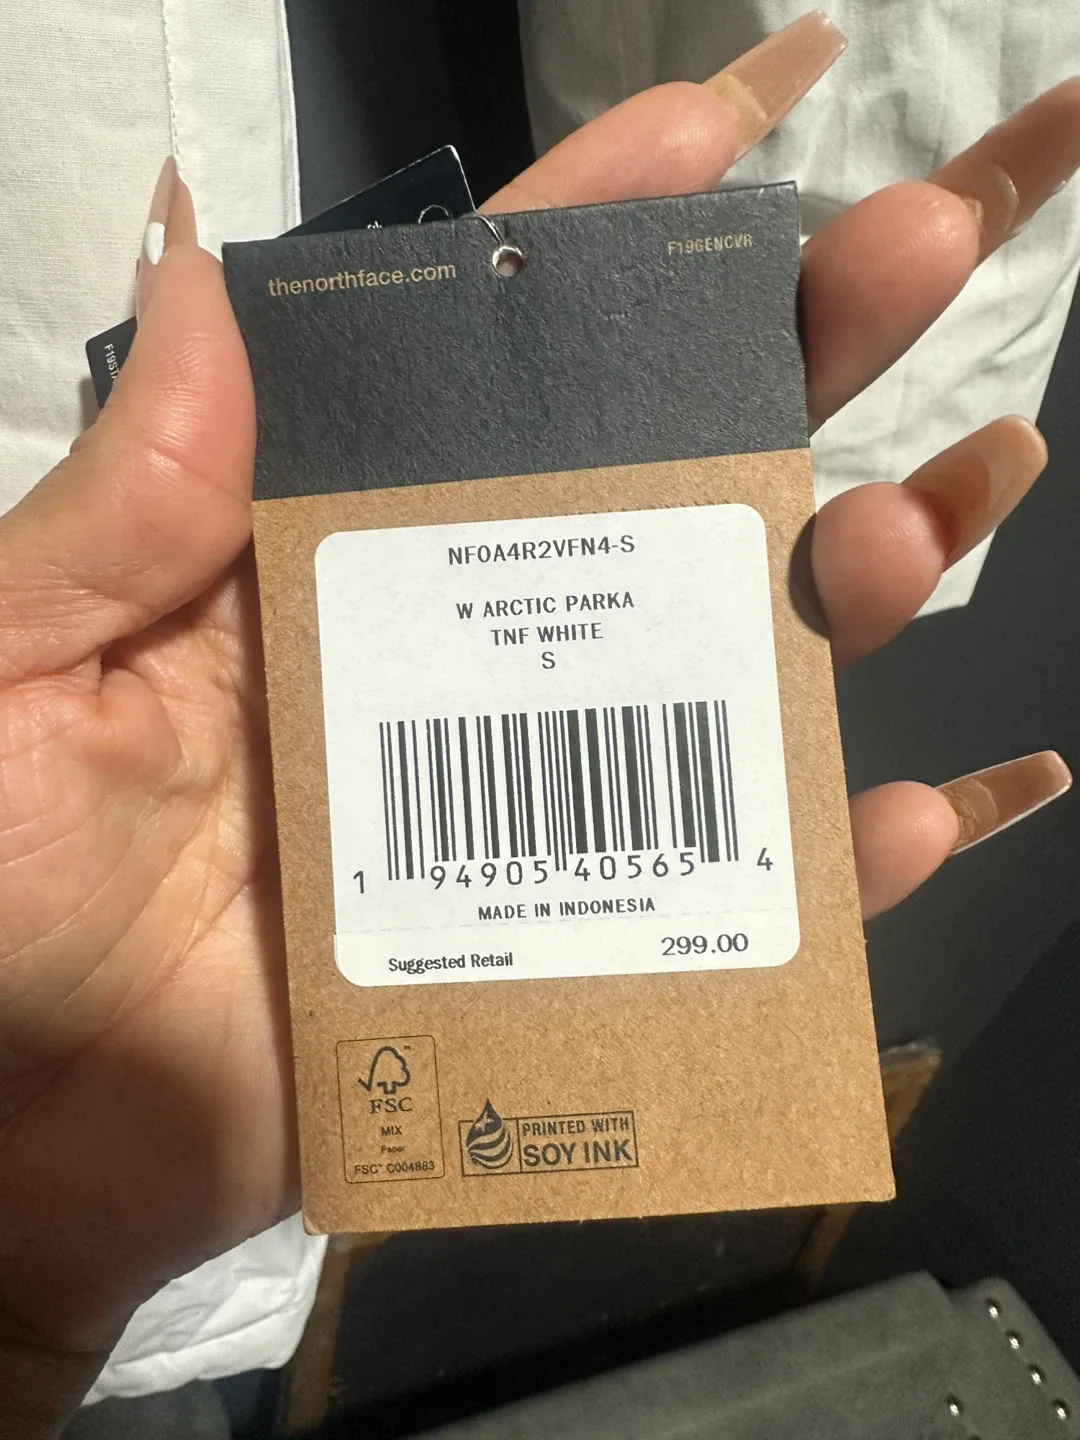 thenorthface.com
F19GENCVR
NF0A4R2VFN4-S
W ARCTIC PARKA
TNF WHITE
S
1 94905 40565 4
MADE IN INDONESIA
Suggested Retail 299.00
FSC
MIX
Paper
FSC™ C004883
PRINTED WITH
SOY INK